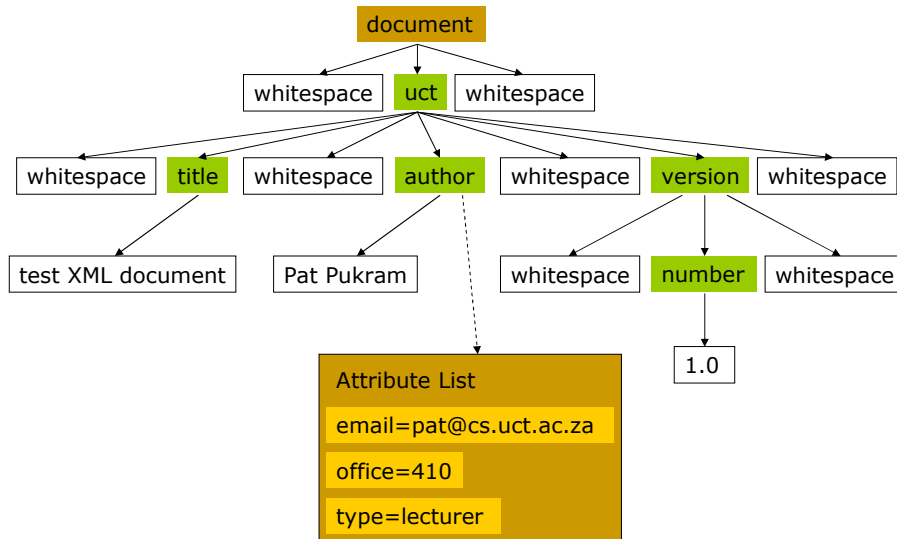 document
whitespace uct whitespace
whitespace title whitespace author whitespace version whitespace
test XML document Pat Pukram whitespace number whitespace
1.0
Attribute List
email=pat@cs.uct.ac.za
office=410
type=lecturer